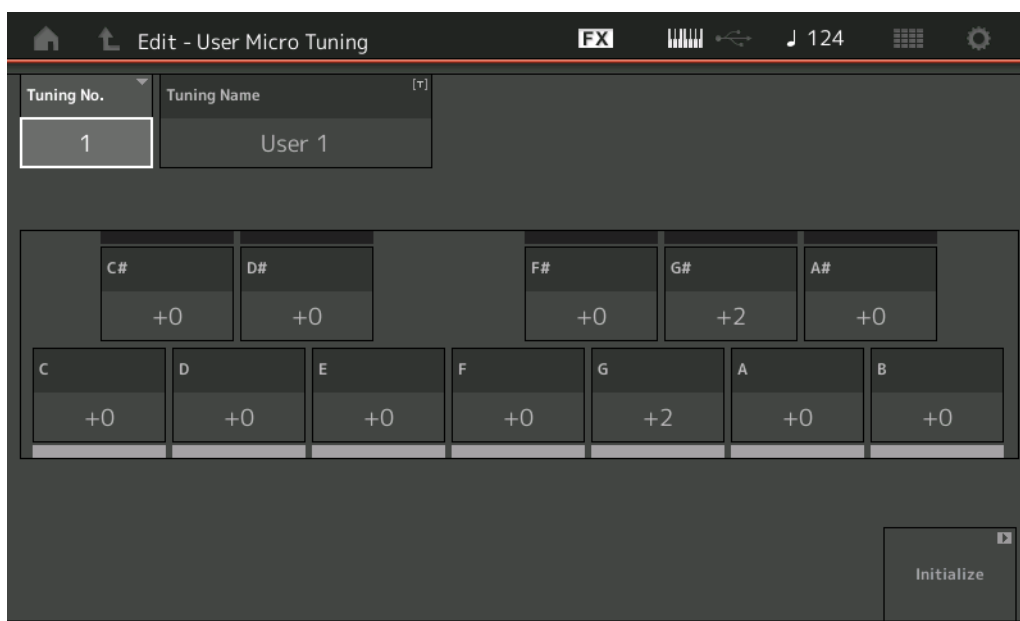 Edit - User Micro Tuning FX ♩ 124
Tuning No. Tuning Name [T]
1 User 1
C# D# F# G# A#
+0 +0 +0 +2 +0
C D E F G A B
+0 +0 +0 +0 +2 +0 +0
Initialize